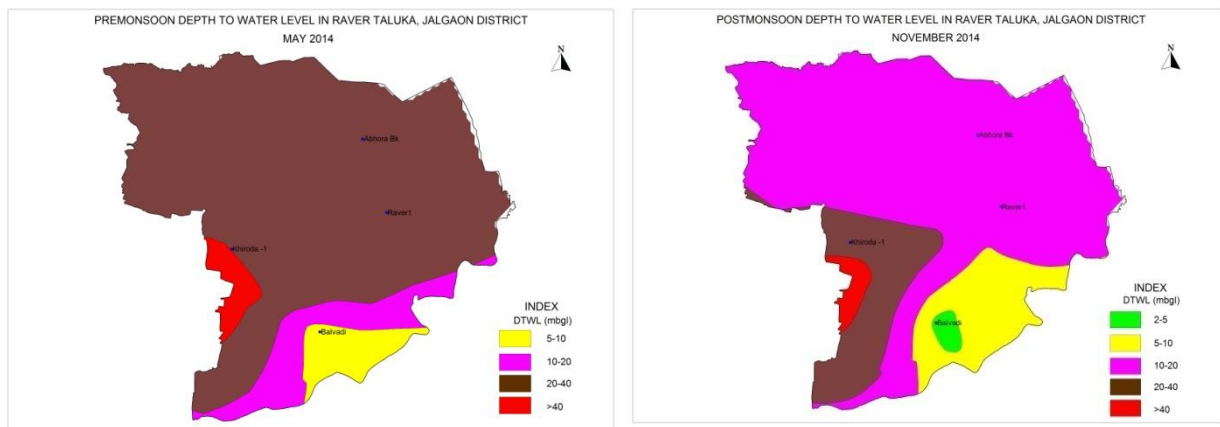 PREMONSOON DEPTH TO WATER LEVEL IN RAVER TALUKA, JALGAON DISTRICT
MAY 2014
N
Abhora Bk
Raver1
Khiroda -1
Balvadi
INDEX
DTWL (mbgl)
5-10
10-20
20-40
>40
POSTMONSOON DEPTH TO WATER LEVEL IN RAVER TALUKA, JALGAON DISTRICT
NOVEMBER 2014
N
Abhora Bk
Raver1
Khiroda -1
Balvadi
INDEX
DTWL (mbgl)
2-5
5-10
10-20
20-40
>40